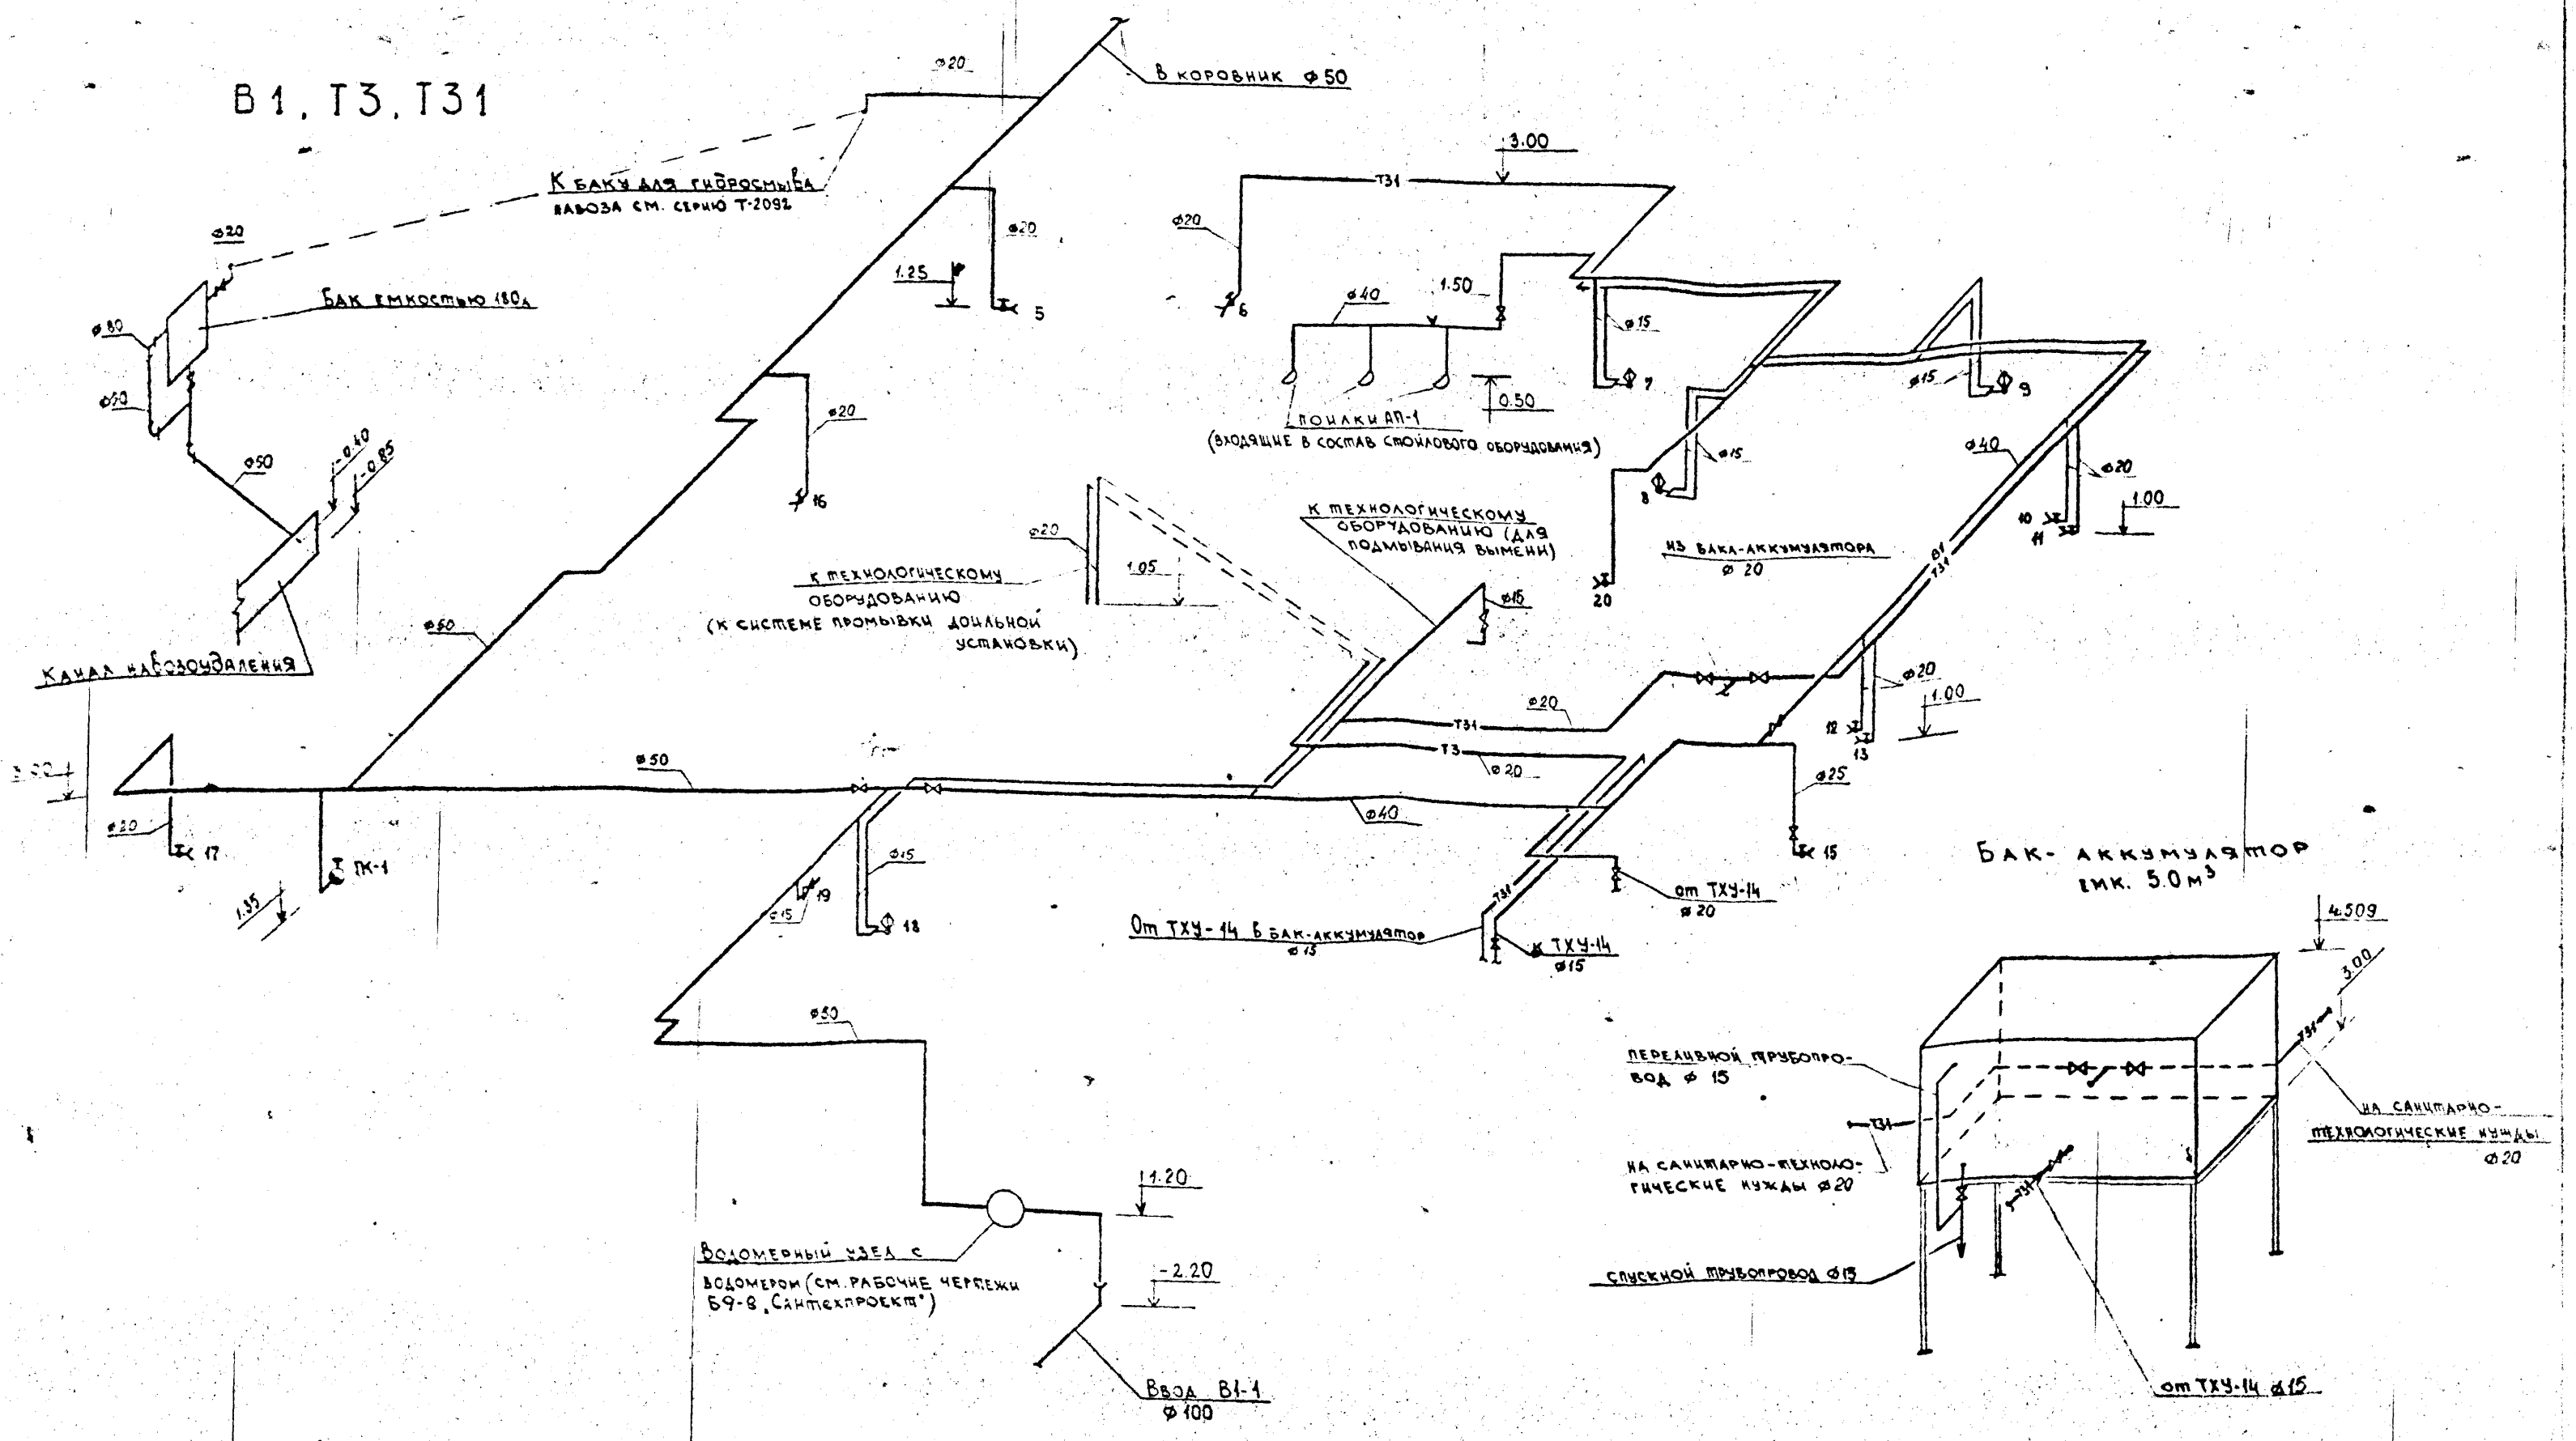 В1, Т3, Т31
ø20
В КОРОВНИК ø50
К БАКУ ДЛЯ ГИДРОСМЫВА
НАВОЗА СМ. СЕРИЮ Т-2092
ø20
БАК ЕМКОСТЬЮ 180Л
ø80
ø50
-0.40
-0.85
КАНАЛ НАВОЗОУДАЛЕНИЯ
ø20
1.25
5
ø20
16
3.00
Т31
ø20
6
ø40
1.50
0.50
ПОИЛКИ АП-1
(ВХОДЯЩИЕ В СОСТАВ СТОЙЛОВОГО ОБОРУДОВАНИЯ)
ø15
7
ø15
8
ø15
9
ø40
ø20
10
11
1.00
20
ИЗ БАКА-АККУМУЛЯТОРА
ø 20
В1
Т31
К ТЕХНОЛОГИЧЕСКОМУ
ОБОРУДОВАНИЮ (ДЛЯ
ПОДМЫВАНИЯ ВЫМЕНИ)
ø15
ø20
1.05
К ТЕХНОЛОГИЧЕСКОМУ
ОБОРУДОВАНИЮ
(К СИСТЕМЕ ПРОМЫВКИ ДОИЛЬНОЙ
УСТАНОВКИ)
ø20
1.00
12
13
ø20
Т31
Т3
ø20
ø25
15
ø50
ø40
ø20
17
ПК-1
1.35
ø15
19
ø15
18
от ТХУ-14
ø20
Т31
От ТХУ-14 В БАК-АККУМУЛЯТОР
ø15
К ТХУ-14
ø15
ø50
1.20
-2.20
ВОДОМЕРНЫЙ УЗЕЛ С
ВОДОМЕРОМ (СМ. РАБОЧИЕ ЧЕРТЕЖИ
Б9-8 „САНТЕХПРОЕКТ")
ВВОД В1-1
ø 100
БАК-АККУМУЛЯТОР
ЕМК. 5.0 м³
4.509
3.00
Т31
ПЕРЕЛИВНОЙ ТРУБОПРО-
ВОД ø 15
Т31
НА САНИТАРНО-ТЕХНОЛО-
ГИЧЕСКИЕ НУЖДЫ ø20
НА САНИТАРНО-
ТЕХНОЛОГИЧЕСКИЕ НУЖДЫ
ø20
Т31
СПУСКНОЙ ТРУБОПРОВОД ø15
от ТХУ-14 ø15